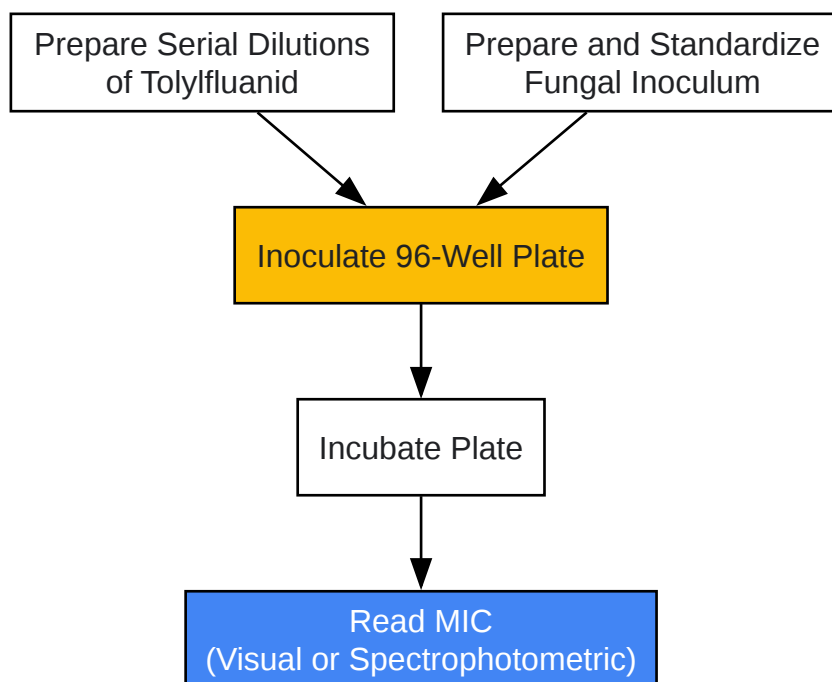 Prepare Serial Dilutions
of Tolylfluanid
Prepare and Standardize
Fungal Inoculum
Inoculate 96-Well Plate
Incubate Plate
Read MIC
(Visual or Spectrophotometric)